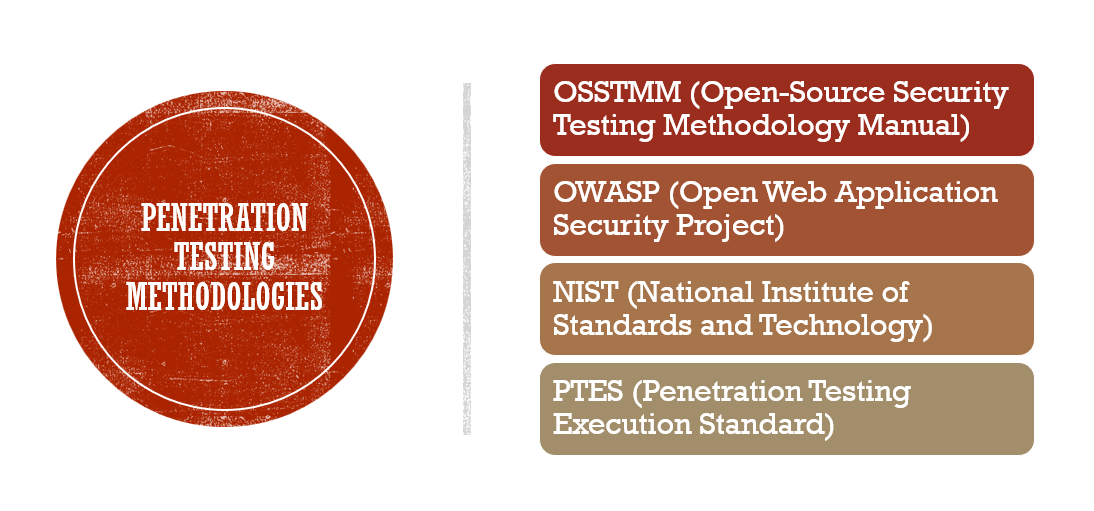 PENETRATION
TESTING
METHODOLOGIES
OSSTMM (Open-Source Security
Testing Methodology Manual)
OWASP (Open Web Application
Security Project)
NIST (National Institute of
Standards and Technology)
PTES (Penetration Testing
Execution Standard)